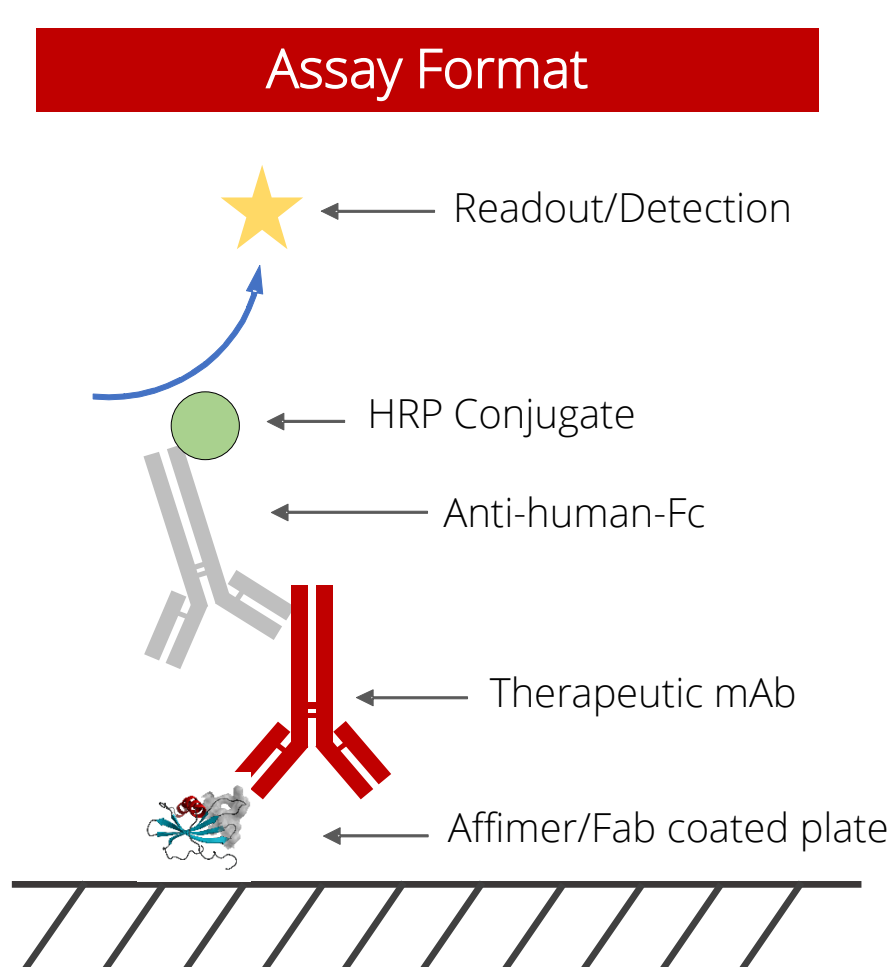 Assay Format
Readout/Detection
HRP Conjugate
Anti-human-Fc
Therapeutic mAb
Affimer/Fab coated plate